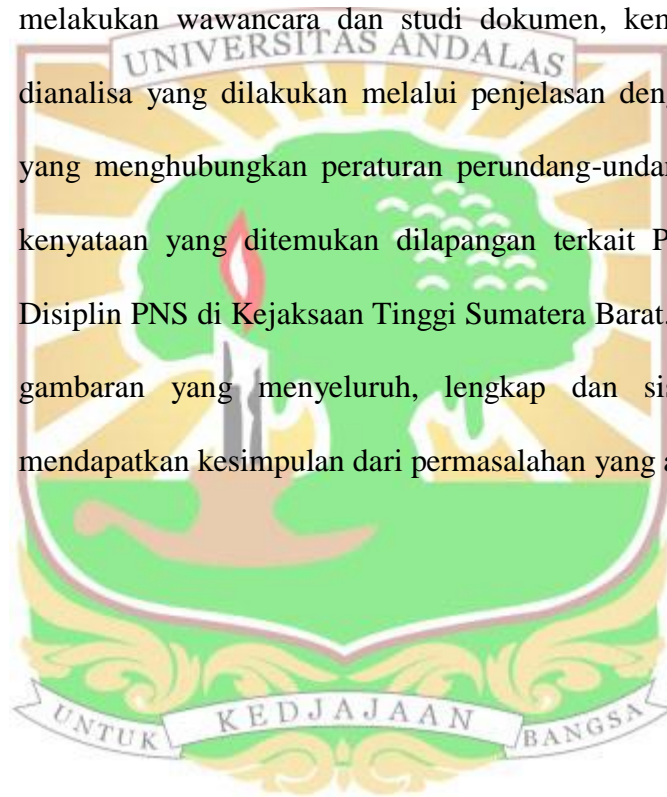 melakukan wawancara dan studi dokumen,
UNIVERSITAS ANDALAS
dianalisa yang dilakukan melalui penjelasan
yang menghubungkan peraturan
kenyataan yang ditemukan dilapangan terkait
Disiplin PNS di Kejaksaan Tinggi Sumatera Barat.
gambaran yang menyeluruh, lengkap dan
mendapatkan kesimpulan dari permasalahan yang
UNTUK KEDJAJAAN BANGSA